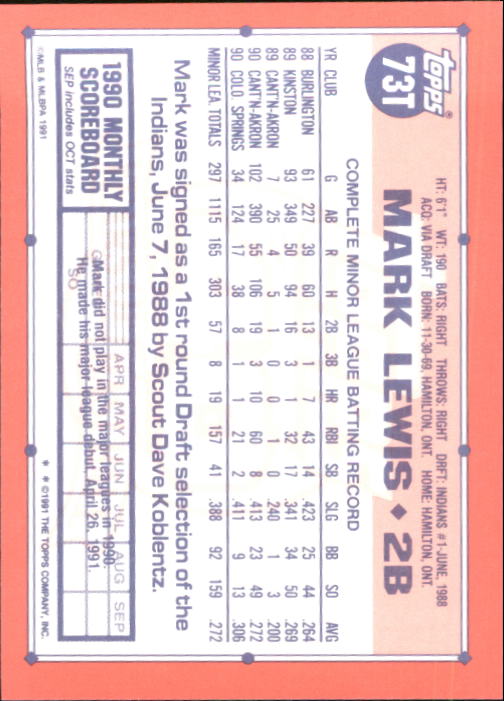 topps®
73T
HT: 6'1" WT: 190 BATS: RIGHT THROWS: RIGHT DRFT: INDIANS #1-JUNE, 1988
ACQ: VIA DRAFT BORN: 11-30-69, HAMILTON, ONT. HOME: HAMILTON, ONT.
MARK LEWIS ♦ 2B
COMPLETE MINOR LEAGUE BATTING RECORD
YR CLUB G AB R H 2B 3B HR RBI SB SLG BB SO AVG
88 BURLINGTON 61 227 39 60 13 1 7 43 14 .423 25 44 .264
89 KINSTON 93 349 50 94 16 3 1 32 17 .341 34 50 .269
89 CANT'N-AKRON 7 25 4 5 1 0 0 1 0 .240 1 3 .200
90 CANT'N-AKRON 102 390 55 106 19 3 10 60 8 .413 23 49 .272
90 COLO. SPRINGS 34 124 17 38 8 1 1 21 2 .411 9 13 .306
MINOR LEA. TOTALS 297 1115 165 303 57 8 19 157 41 .388 92 159 .272
Mark was signed as a 1st round Draft selection of the
Indians, June 7, 1988 by Scout Dave Koblentz.
1990 MONTHLY
SCOREBOARD
SEP includes OCT stats
APR MAY JUN JUL AUG SEP
G
SO
Mark did not play in the major leagues in 1990.
He made his major league debut, April 26, 1991.
©MLB & MLBPA 1991
* * ©1991 THE TOPPS COMPANY, INC.